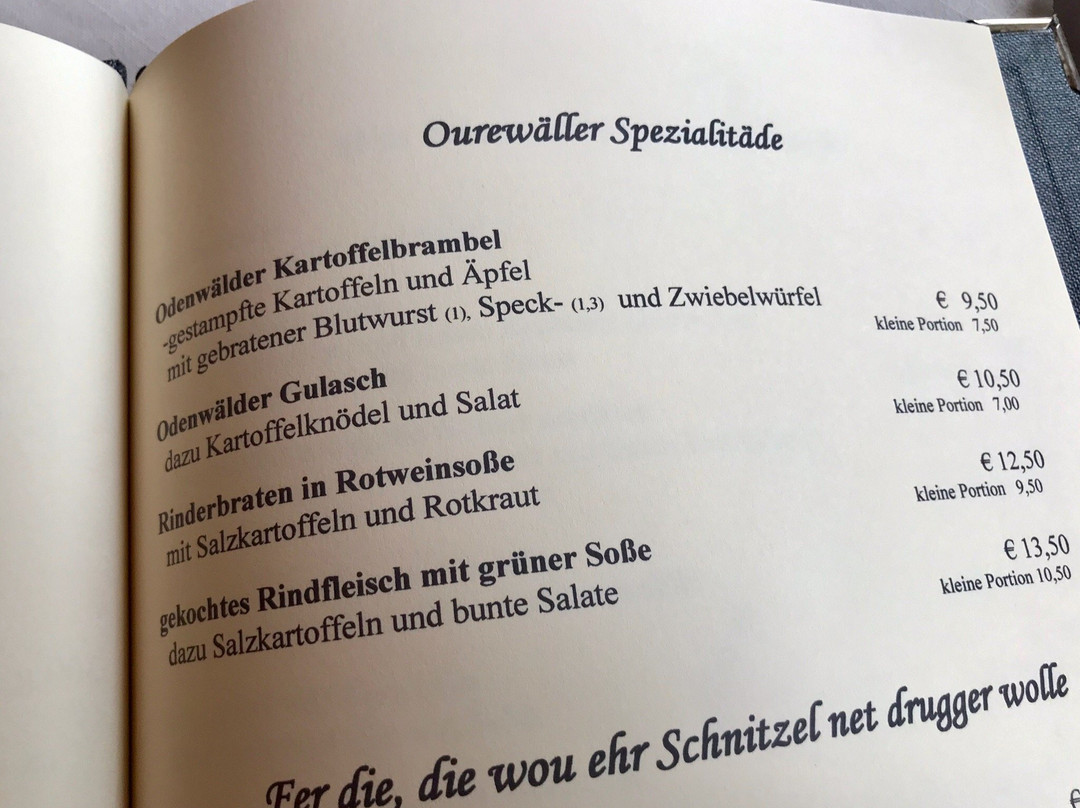 Ourewäller Spezialitäde
Odenwälder Kartoffelbrambel
-gestampfte Kartoffeln und Äpfel
mit gebratener Blutwurst (1), Speck- (1,3) und Zwiebelwürfel € 9,50
kleine Portion 7,50
Odenwälder Gulasch € 10,50
dazu Kartoffelknödel und Salat kleine Portion 7,00
Rinderbraten in Rotweinsoße € 12,50
mit Salzkartoffeln und Rotkraut kleine Portion 9,50
gekochtes Rindfleisch mit grüner Soße € 13,50
dazu Salzkartoffeln und bunte Salate kleine Portion 10,50
Fer die, die wou ehr Schnitzel net drugger wolle
€